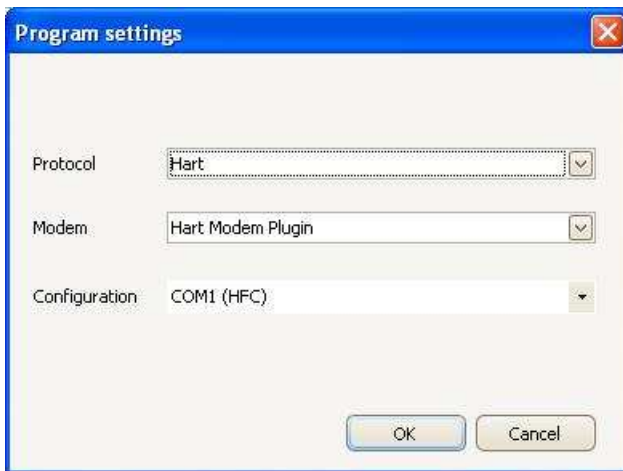 Program settings
Protocol Hart
Modem Hart Modem Plugin
Configuration COM1 (HFC)
OK Cancel